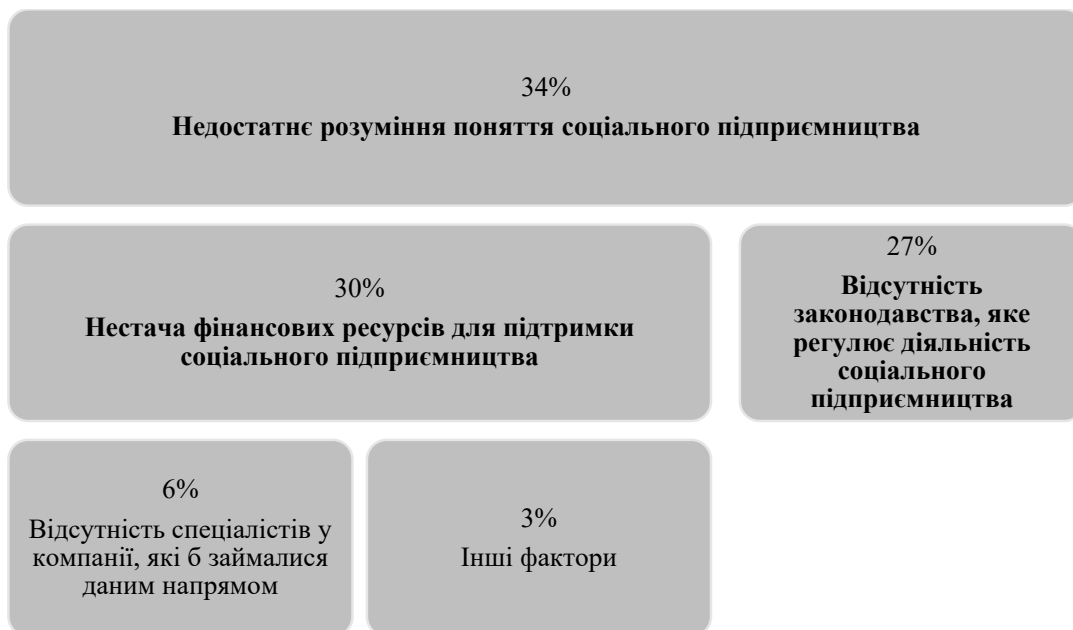 34%
Недостатнє розуміння поняття соціального підприємництва
30%
Нестача фінансових ресурсів для підтримки
соціального підприємництва
27%
Відсутність
законодавства, яке
регулює діяльність
соціального
підприємництва
6%
Відсутність спеціалістів у
компанії, які б займалися
даним напрямом
3%
Інші фактори